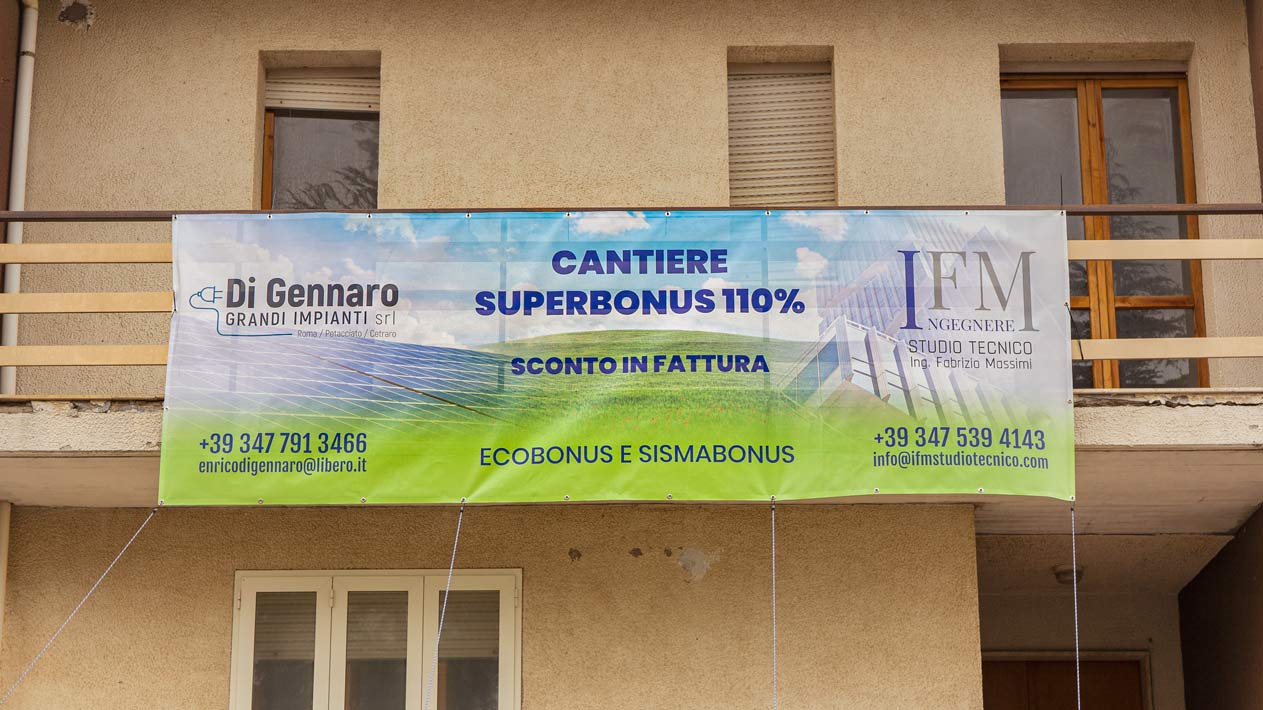 Di Gennaro
GRANDI IMPIANTI srl
Roma / Petacciato / Cetraro
+39 347 791 3466
enricodigennaro@libero.it
CANTIERE
SUPERBONUS 110%
SCONTO IN FATTURA
ECOBONUS E SISMABONUS
IFM
INGEGNERE
STUDIO TECNICO
Ing. Fabrizio Massimi
+39 347 539 4143
info@ifmstudiotecnico.com